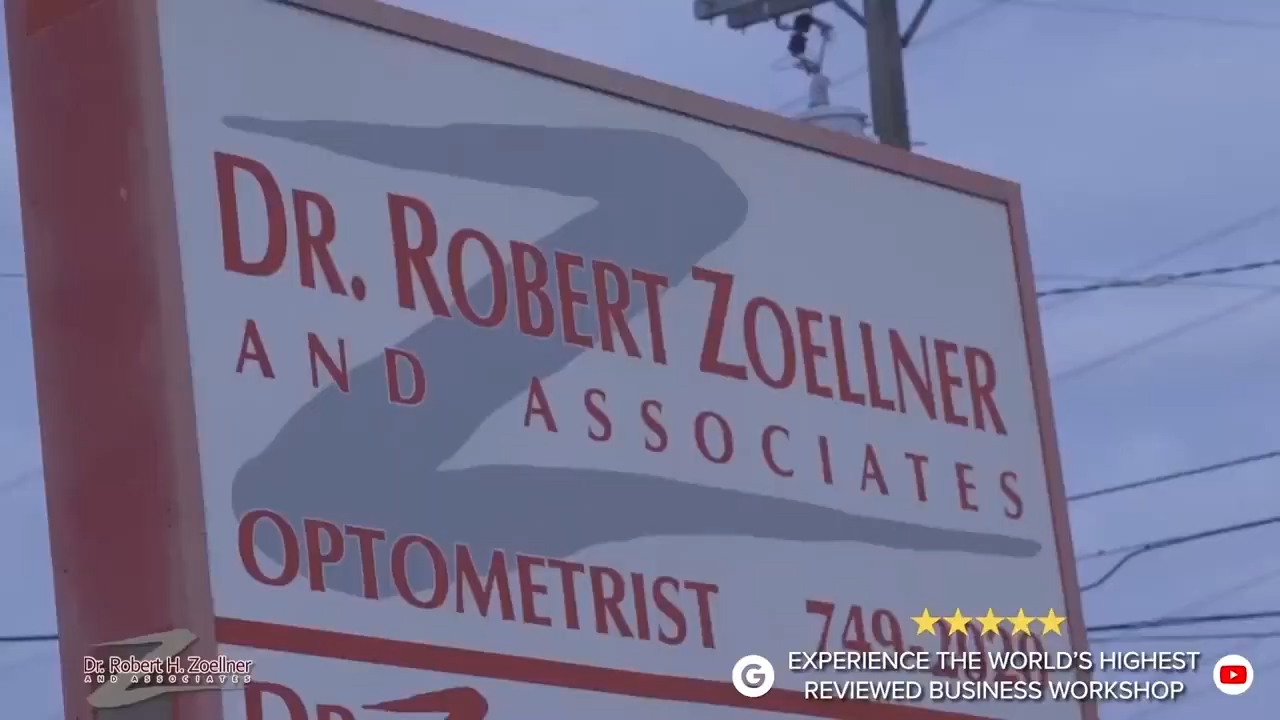 DR. ROBERT ZOELLNER
AND ASSOCIATES
OPTOMETRIST 749-
DR
Dr. Robert H. Zoellner
AND ASSOCIATES
G
EXPERIENCE THE WORLD'S HIGHEST
REVIEWED BUSINESS WORKSHOP